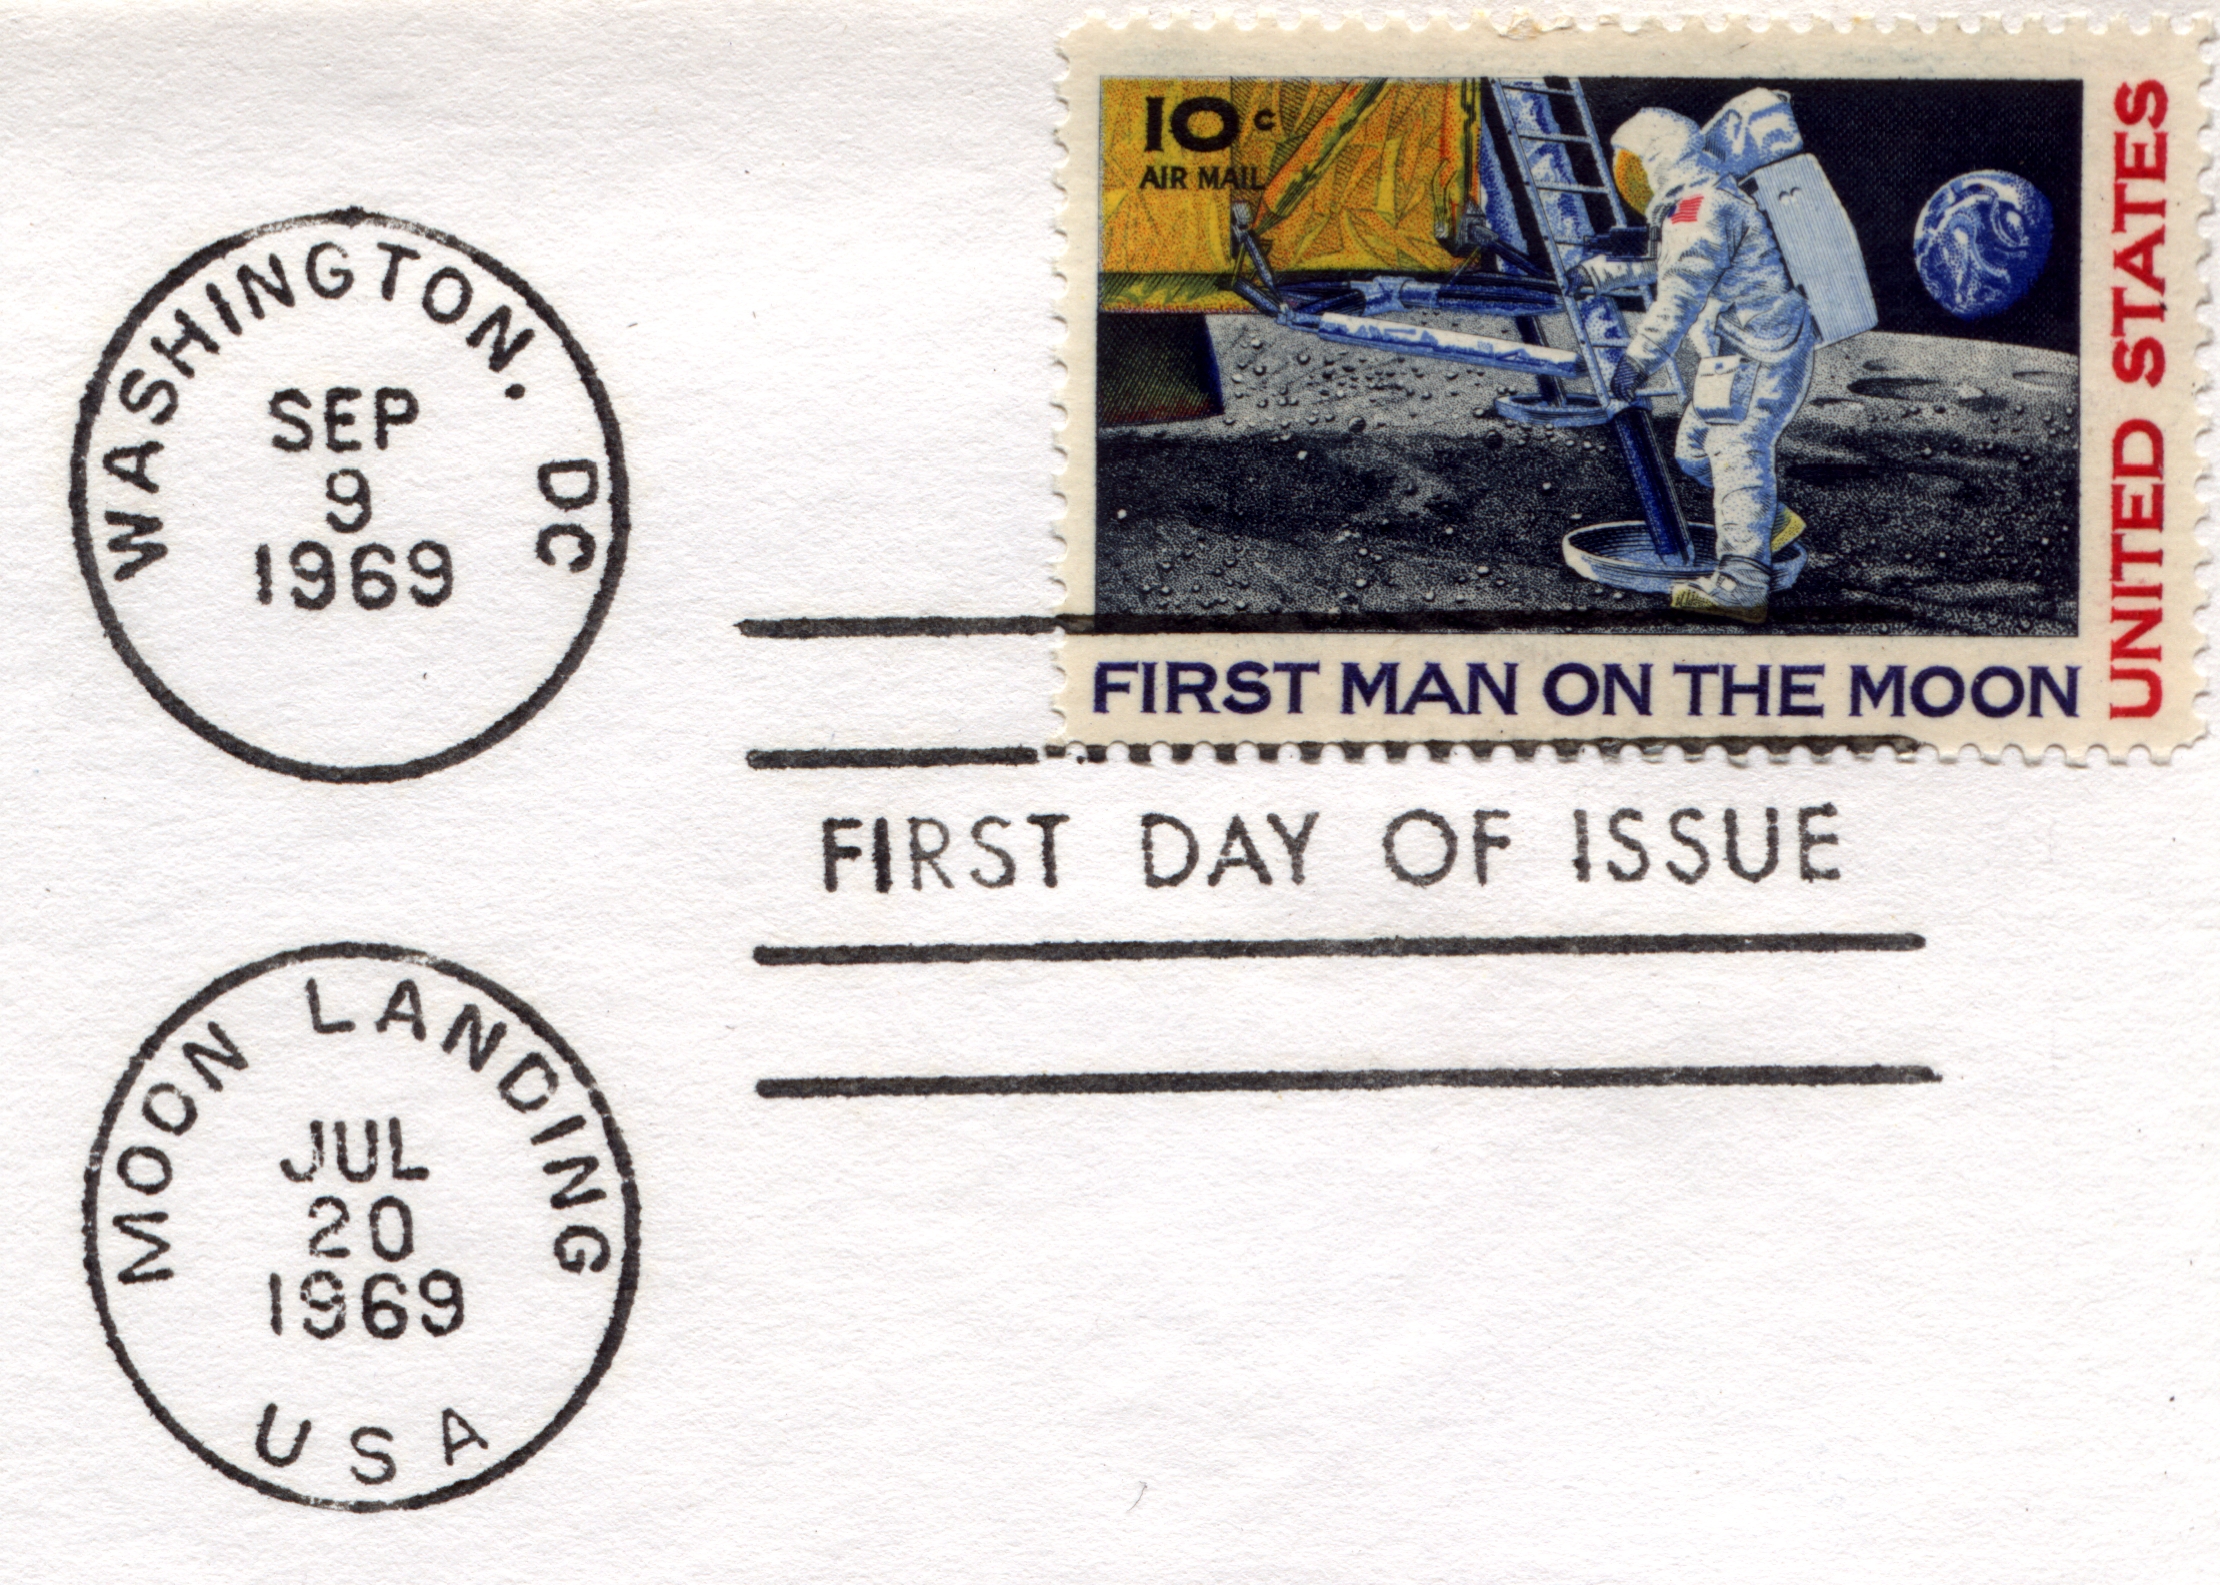 10c
AIR MAIL
UNITED STATES
FIRST MAN ON THE MOON
WASHINGTON, DC
SEP
9
1969
FIRST DAY OF ISSUE
MOON LANDING
JUL
20
1969
USA